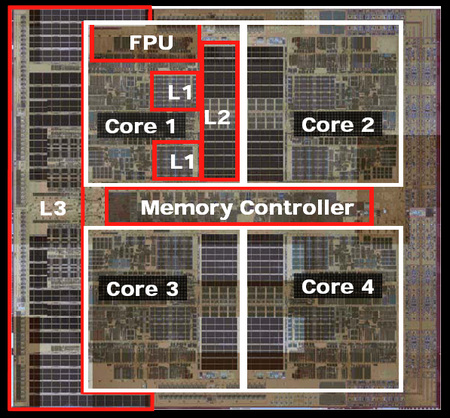 FPU
L1
Core 1
L2
Core 2
L1
L3
Memory Controller
Core 3
Core 4